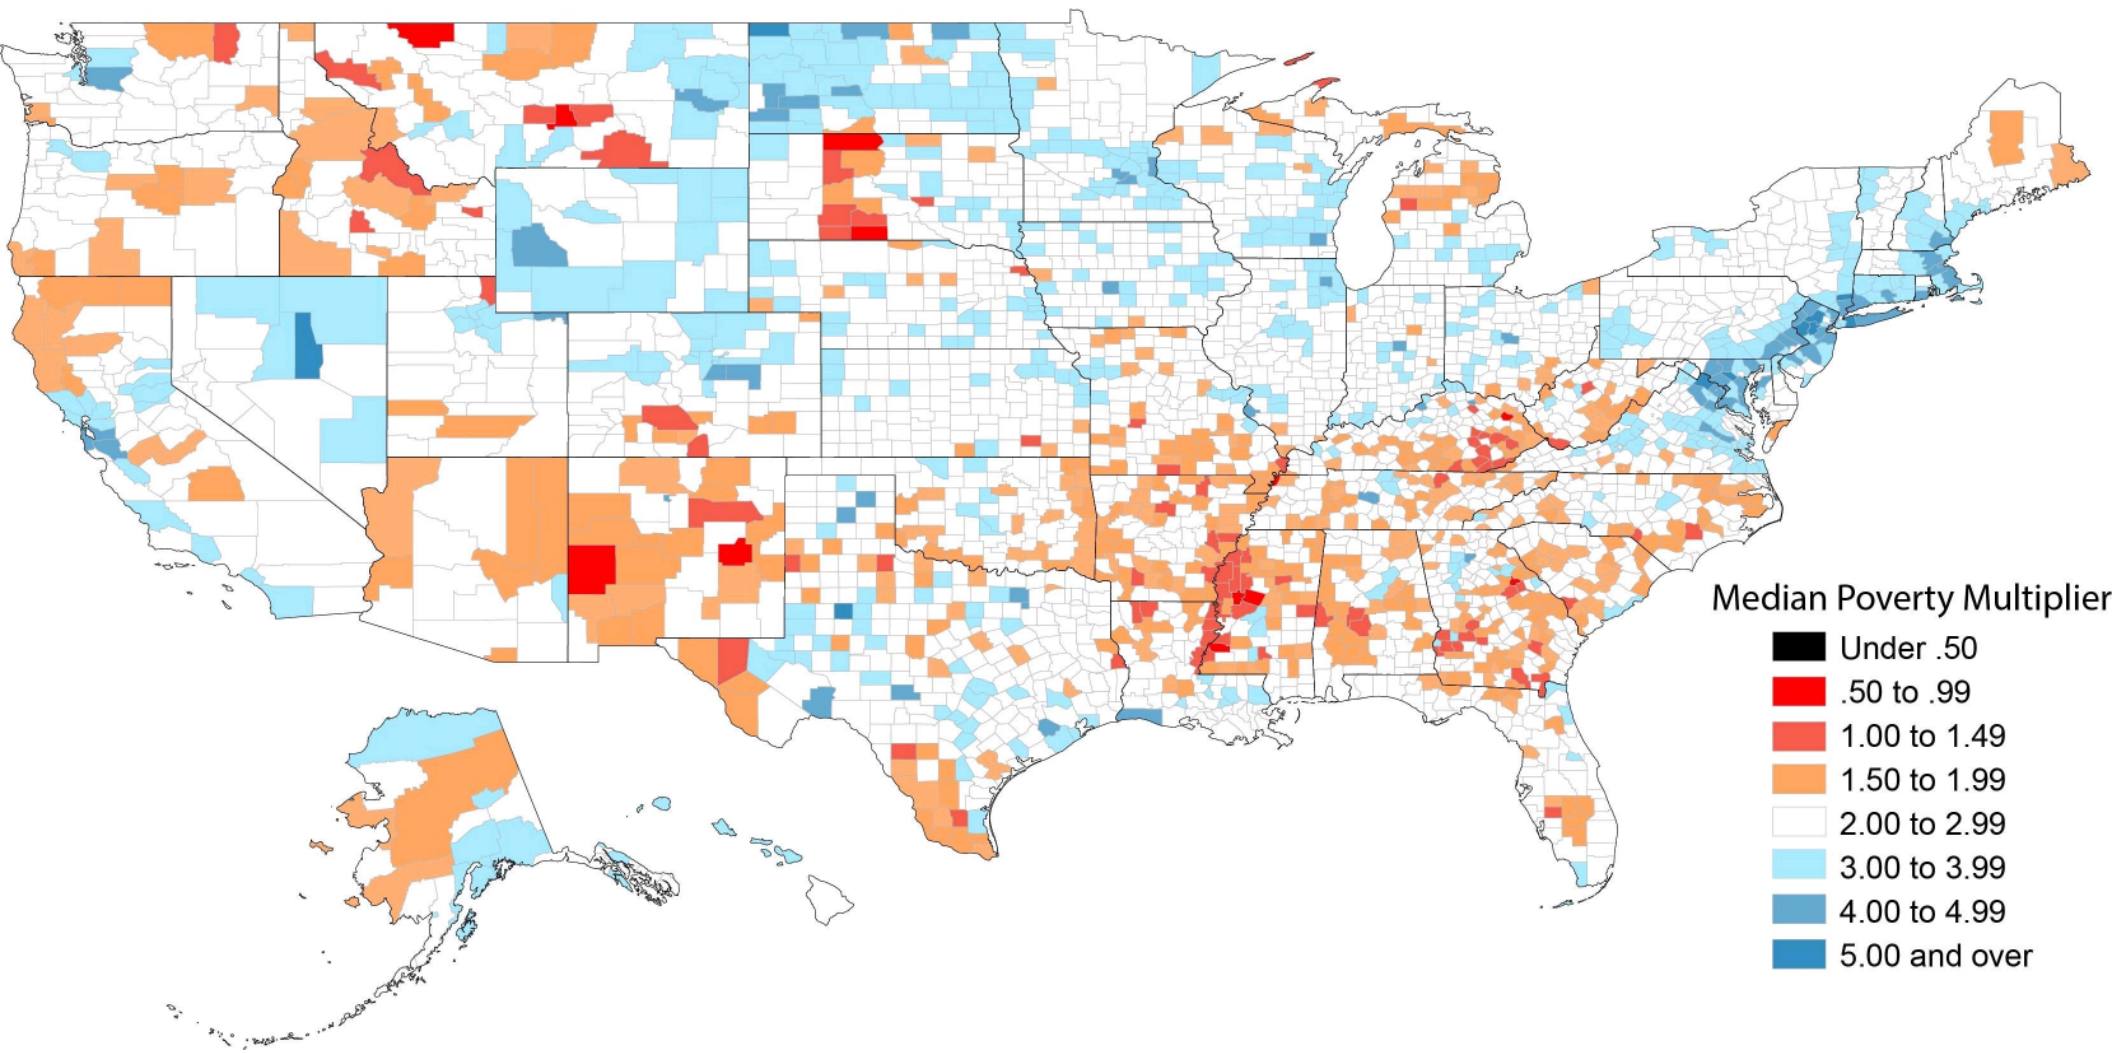 Median Poverty Multiplier
Under .50
.50 to .99
1.00 to 1.49
1.50 to 1.99
2.00 to 2.99
3.00 to 3.99
4.00 to 4.99
5.00 and over